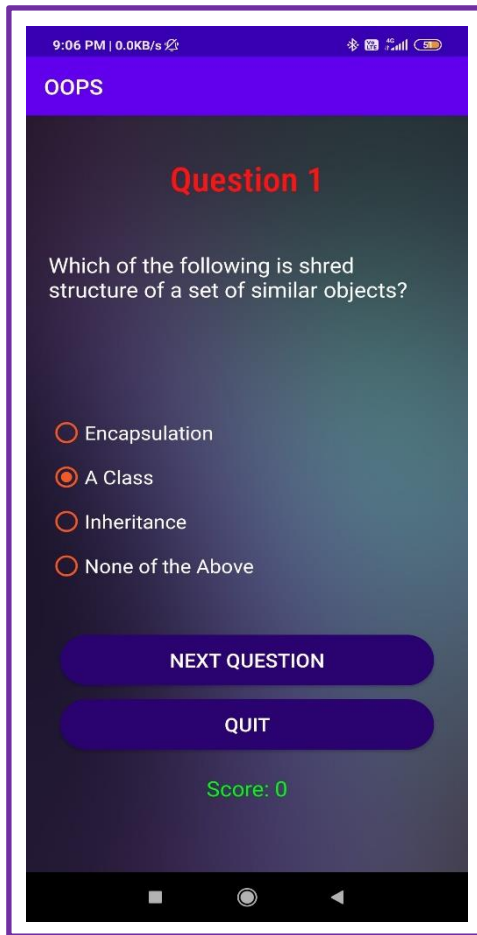 9:06 PM | 0.0KB/s
OOPS
Question 1
Which of the following is shred
structure of a set of similar objects?
Encapsulation
A Class
Inheritance
None of the Above
NEXT QUESTION
QUIT
Score: 0